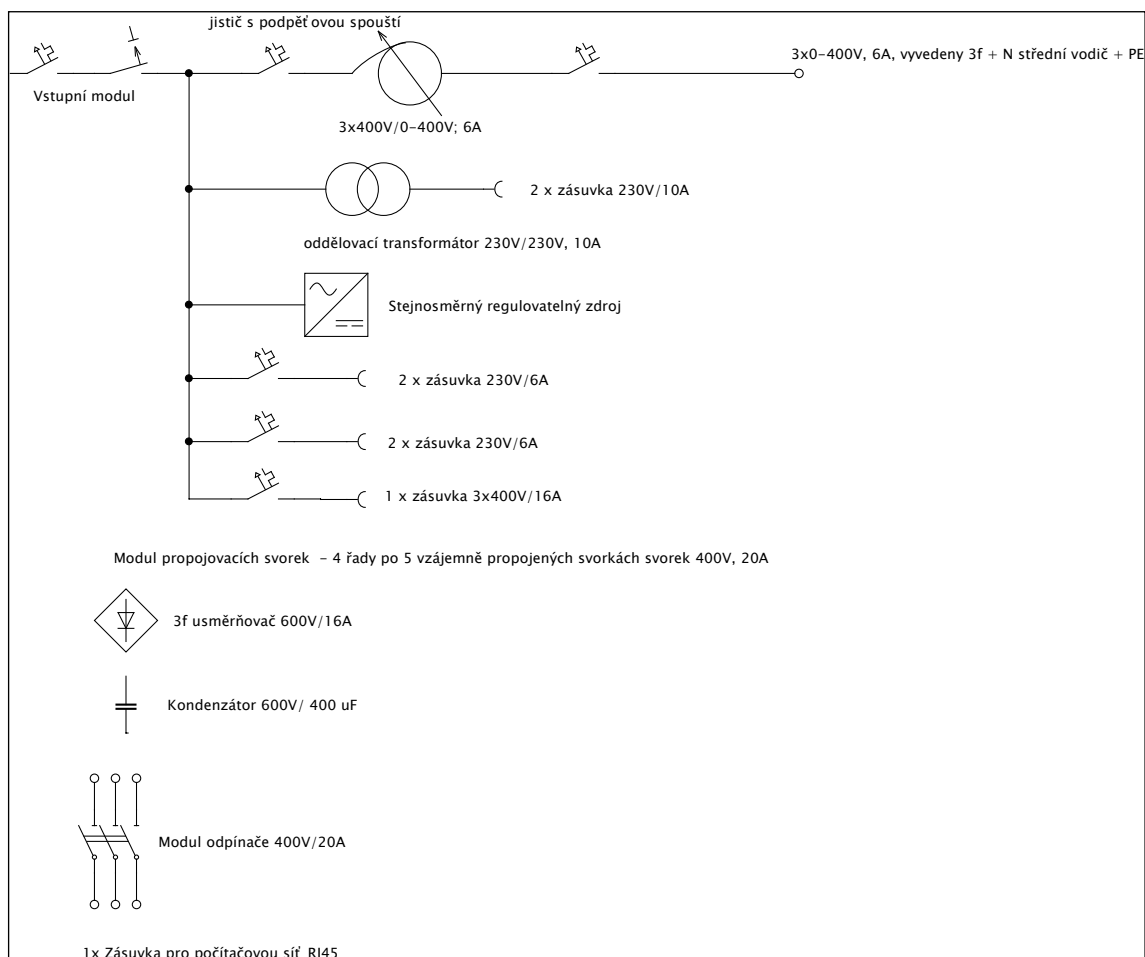 jistič s podpěťovou spouští
3x0-400V, 6A, vyvedeny 3f + N střední vodič + PE
Vstupní modul
3x400V/0-400V; 6A
2 x zásuvka 230V/10A
oddělovací transformátor 230V/230V, 10A
Stejnosměrný regulovatelný zdroj
2 x zásuvka 230V/6A
2 x zásuvka 230V/6A
1 x zásuvka 3x400V/16A
Modul propojovacích svorek - 4 řady po 5 vzájemně propojených svorkách svorek 400V, 20A
3f usměrňovač 600V/16A
Kondenzátor 600V/ 400 uF
Modul odpínače 400V/20A
1x Zásuvka pro počítačovou síť RJ45